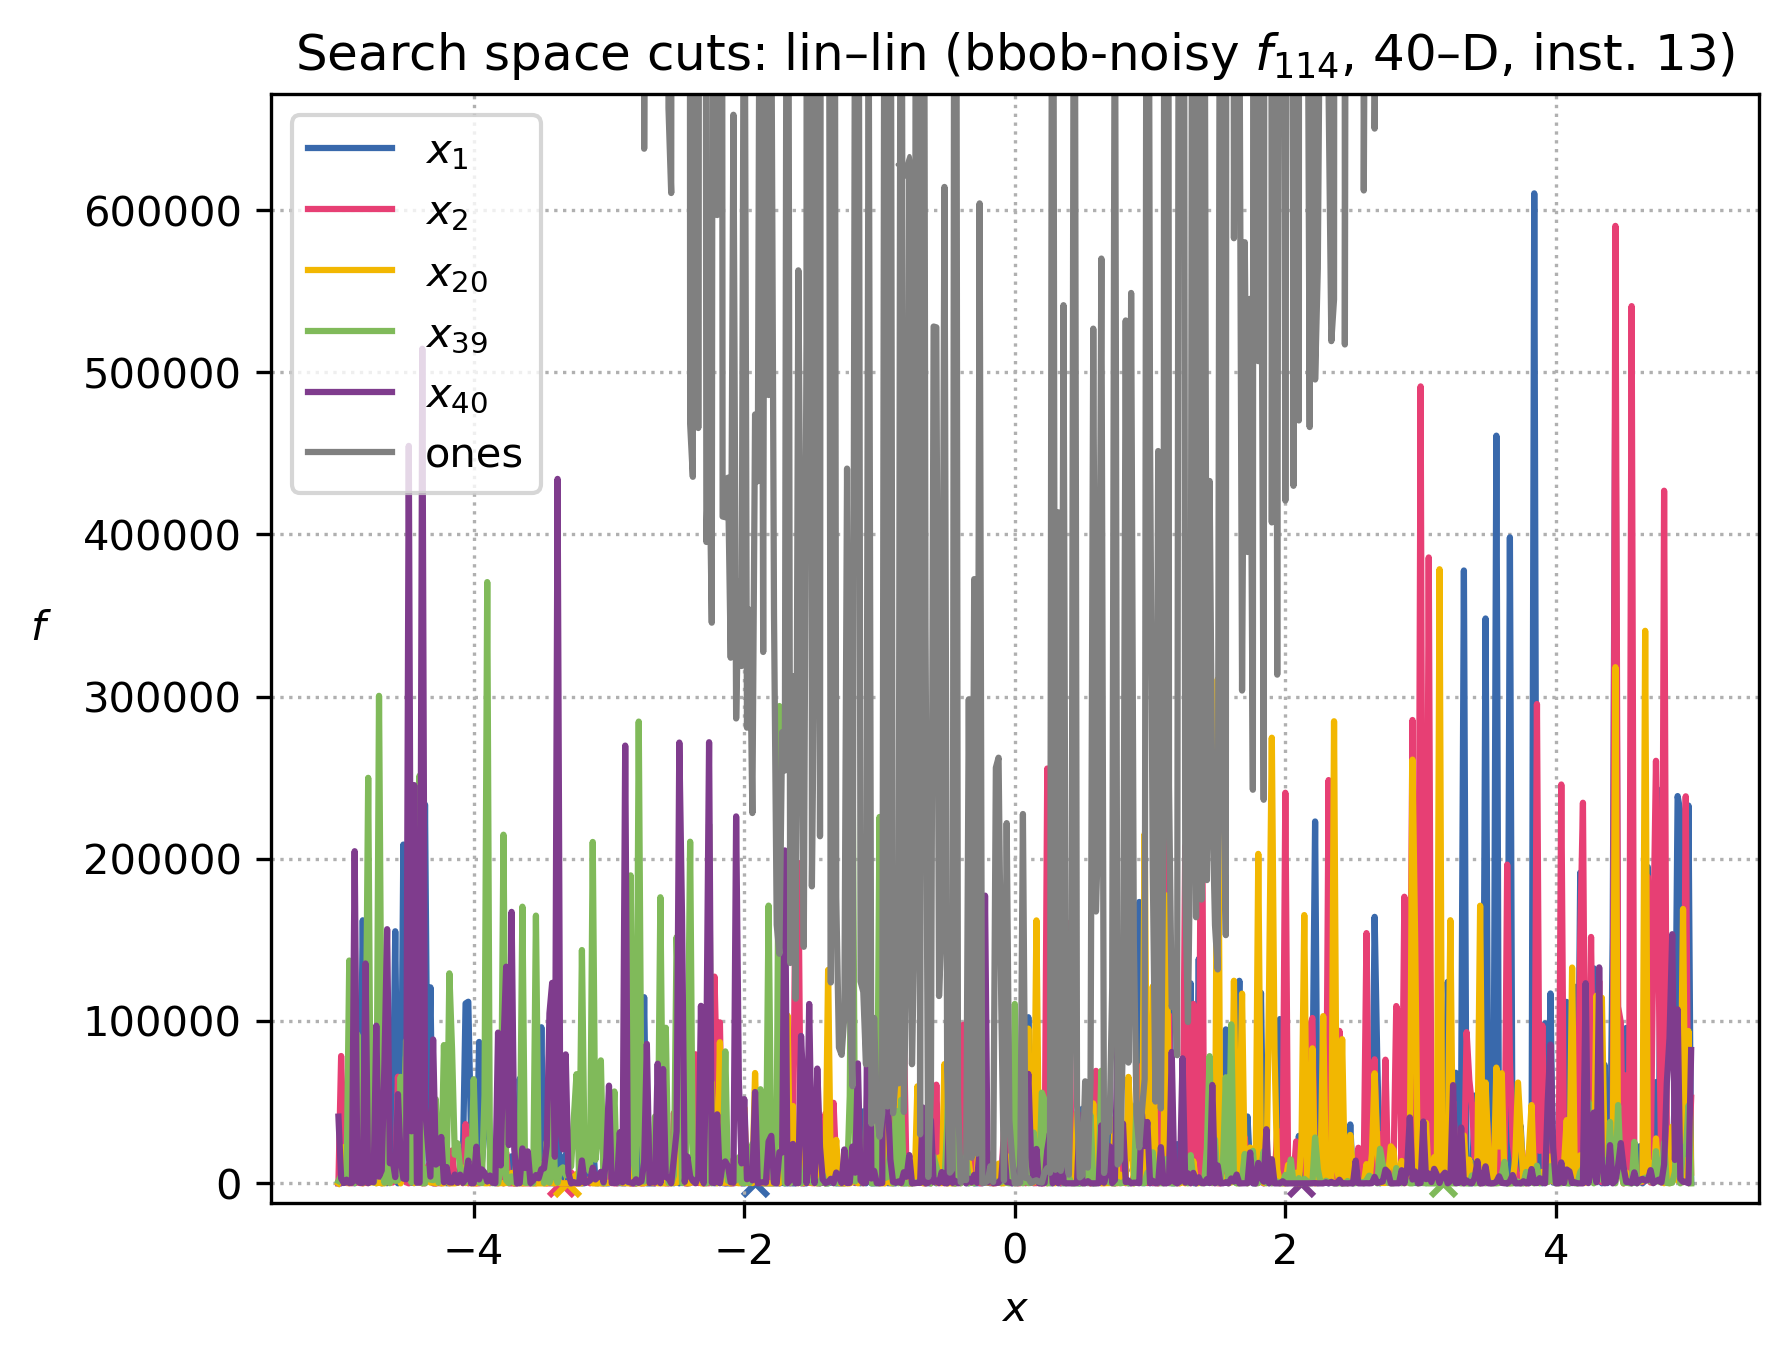 Search space cuts: lin–lin (bbob-noisy f₁₁₄, 40–D, inst. 13)
x₁
x₂
x₂₀
x₃₉
x₄₀
ones
600000
500000
400000
300000
200000
100000
0
f
−4 −2 0 2 4
x